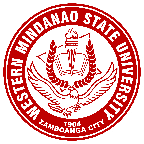 WESTERN MINDANAO STATE UNIVERSITY
1904
ZAMBOANGA CITY